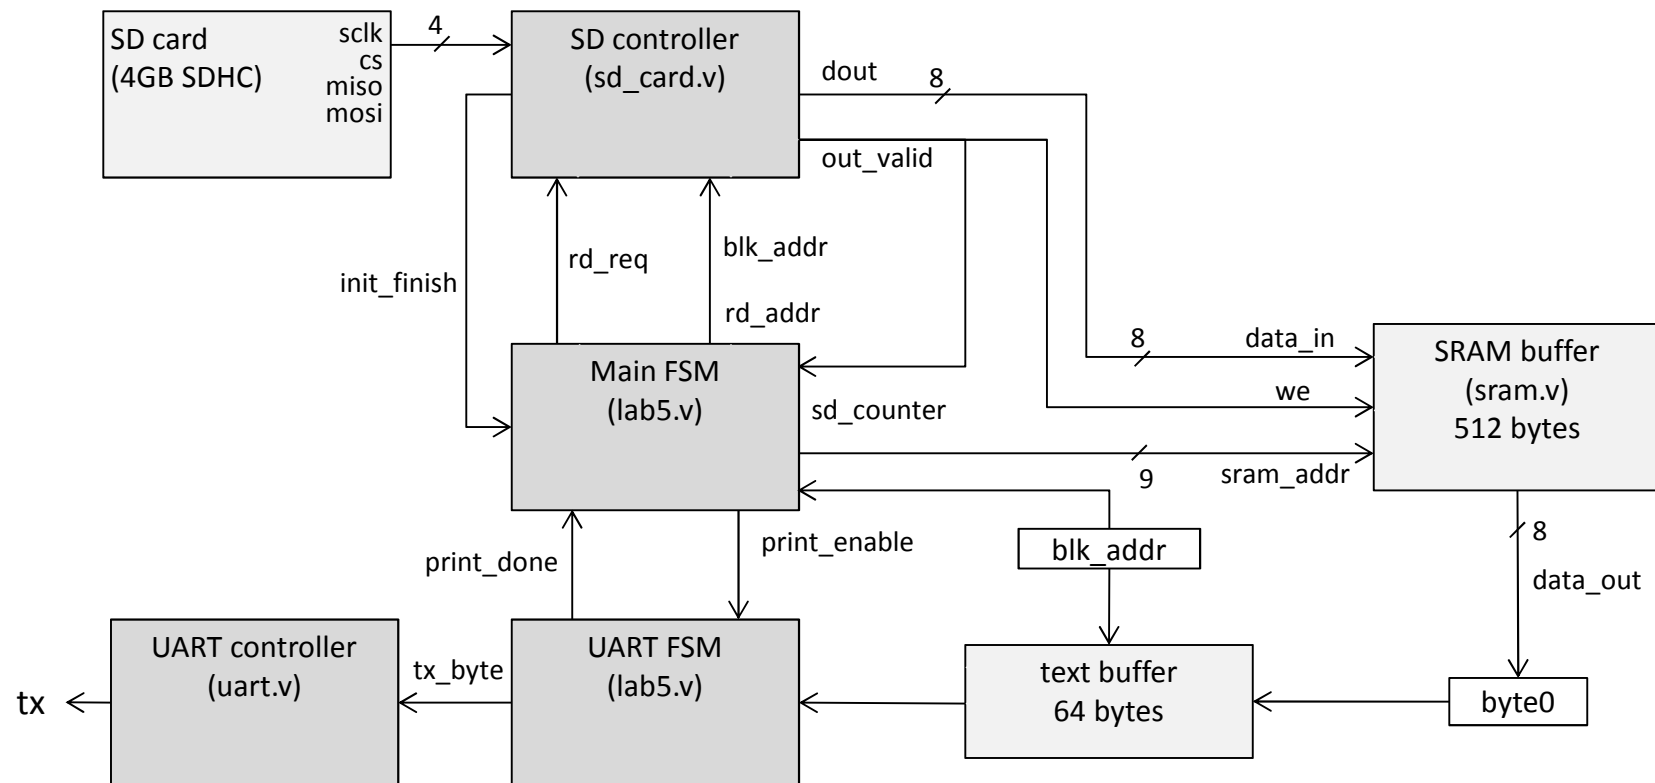 SD card
(4GB SDHC)
sclk
cs
miso
mosi
4
SD controller
(sd_card.v)
dout
8
out_valid
init_finish
rd_req
blk_addr
rd_addr
Main FSM
(lab5.v)
sd_counter
8
data_in
we
9
sram_addr
SRAM buffer
(sram.v)
512 bytes
print_done
print_enable
blk_addr
8
data_out
tx
UART controller
(uart.v)
tx_byte
UART FSM
(lab5.v)
text buffer
64 bytes
byte0